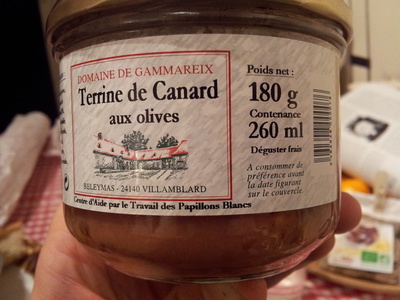 DOMAINE DE GAMMAREIX
Terrine de Canard
aux olives
BELEYMAS - 24140 VILLAMBLARD
Centre d'Aide par le Travail des Papillons Blancs
Poids net :
180 g
Contenance
260 ml
Déguster frais
A consommer de
préférence avant
la date figurant
sur le couvercle.